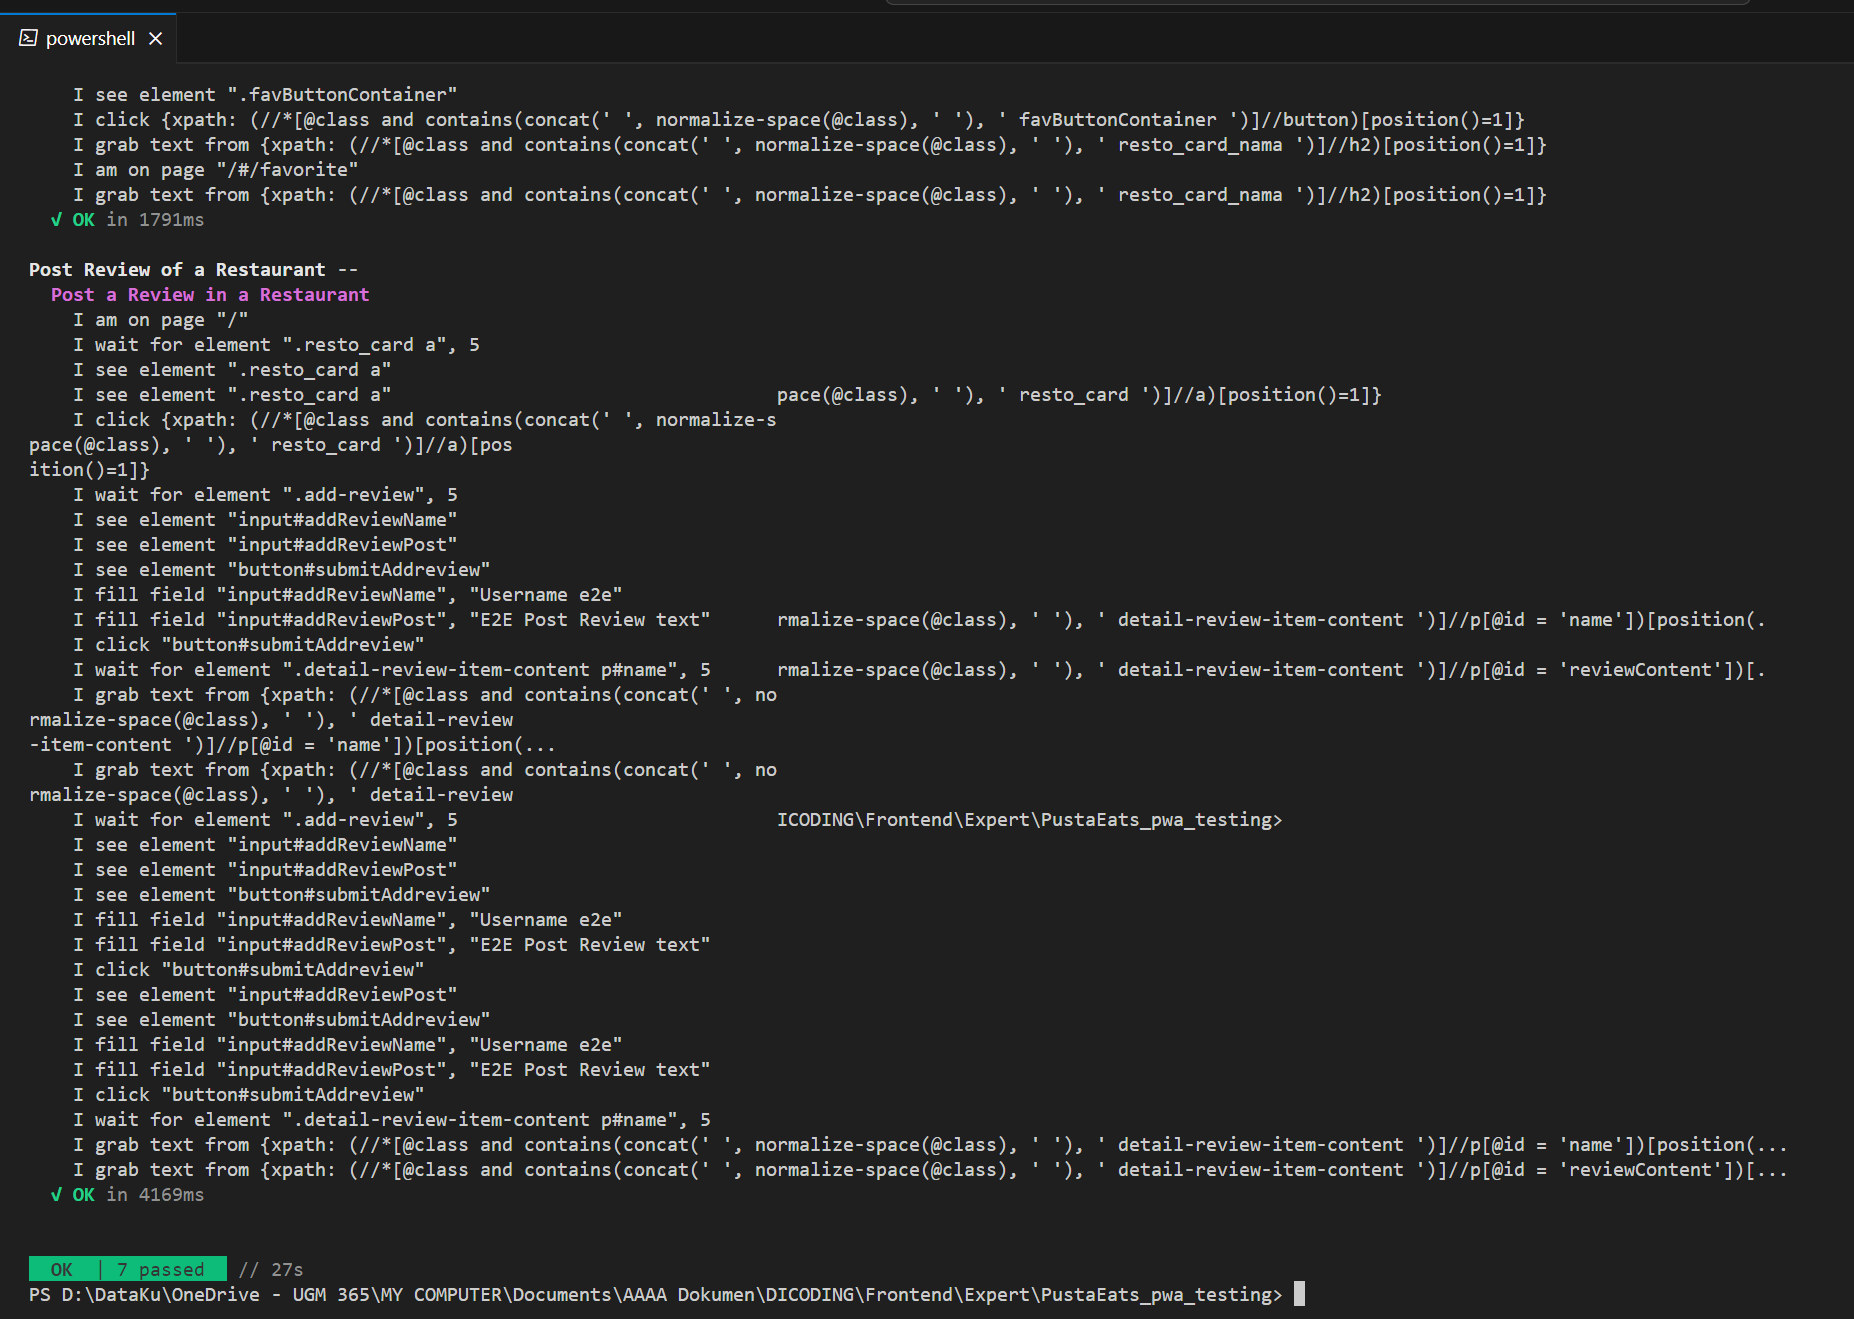 powershell
    I see element ".favButtonContainer"
    I click {xpath: (//*[@class and contains(concat(' ', normalize-space(@class), ' '), ' favButtonContainer ')]//button)[position()=1]}
    I grab text from {xpath: (//*[@class and contains(concat(' ', normalize-space(@class), ' '), ' resto_card_nama ')]//h2)[position()=1]}
    I am on page "/#/favorite"
    I grab text from {xpath: (//*[@class and contains(concat(' ', normalize-space(@class), ' '), ' resto_card_nama ')]//h2)[position()=1]}
  √ OK in 1791ms
Post Review of a Restaurant --
  Post a Review in a Restaurant
    I am on page "/"
    I wait for element ".resto_card a", 5
    I see element ".resto_card a"
    I see element ".resto_card a"                                   pace(@class), ' '), ' resto_card ')]//a)[position()=1]}
    I click {xpath: (//*[@class and contains(concat(' ', normalize-s
pace(@class), ' '), ' resto_card ')]//a)[pos
ition()=1]}
    I wait for element ".add-review", 5
    I see element "input#addReviewName"
    I see element "input#addReviewPost"
    I see element "button#submitAddreview"
    I fill field "input#addReviewName", "Username e2e"
    I fill field "input#addReviewPost", "E2E Post Review text"      rmalize-space(@class), ' '), ' detail-review-item-content ')]//p[@id = 'name'])[position(.
    I click "button#submitAddreview"
    I wait for element ".detail-review-item-content p#name", 5      rmalize-space(@class), ' '), ' detail-review-item-content ')]//p[@id = 'reviewContent'])[.
    I grab text from {xpath: (//*[@class and contains(concat(' ', no
rmalize-space(@class), ' '), ' detail-review
-item-content ')]//p[@id = 'name'])[position(...
    I grab text from {xpath: (//*[@class and contains(concat(' ', no
rmalize-space(@class), ' '), ' detail-review
    I wait for element ".add-review", 5                             ICODING\Frontend\Expert\PustaEats_pwa_testing>
    I see element "input#addReviewName"
    I see element "input#addReviewPost"
    I see element "button#submitAddreview"
    I fill field "input#addReviewName", "Username e2e"
    I fill field "input#addReviewPost", "E2E Post Review text"
    I click "button#submitAddreview"
    I see element "input#addReviewPost"
    I see element "button#submitAddreview"
    I fill field "input#addReviewName", "Username e2e"
    I fill field "input#addReviewPost", "E2E Post Review text"
    I click "button#submitAddreview"
    I wait for element ".detail-review-item-content p#name", 5
    I grab text from {xpath: (//*[@class and contains(concat(' ', normalize-space(@class), ' '), ' detail-review-item-content ')]//p[@id = 'name'])[position(...
    I grab text from {xpath: (//*[@class and contains(concat(' ', normalize-space(@class), ' '), ' detail-review-item-content ')]//p[@id = 'reviewContent'])[...
  √ OK in 4169ms
  OK  | 7 passed   // 27s
PS D:\DataKu\OneDrive - UGM 365\MY COMPUTER\Documents\AAAA Dokumen\DICODING\Frontend\Expert\PustaEats_pwa_testing>